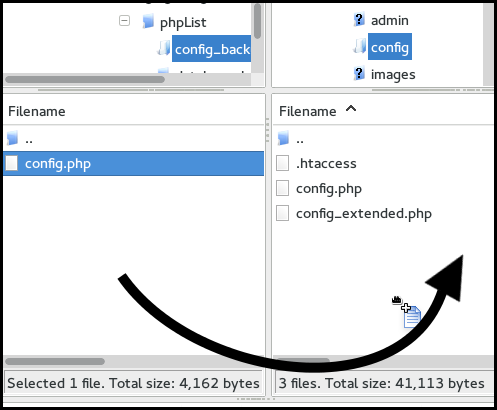 phpList
config_back
admin
config
images
Filename
..
config.php
Selected 1 file. Total size: 4,162 bytes
Filename
..
.htaccess
config.php
config_extended.php
3 files. Total size: 41,113 bytes